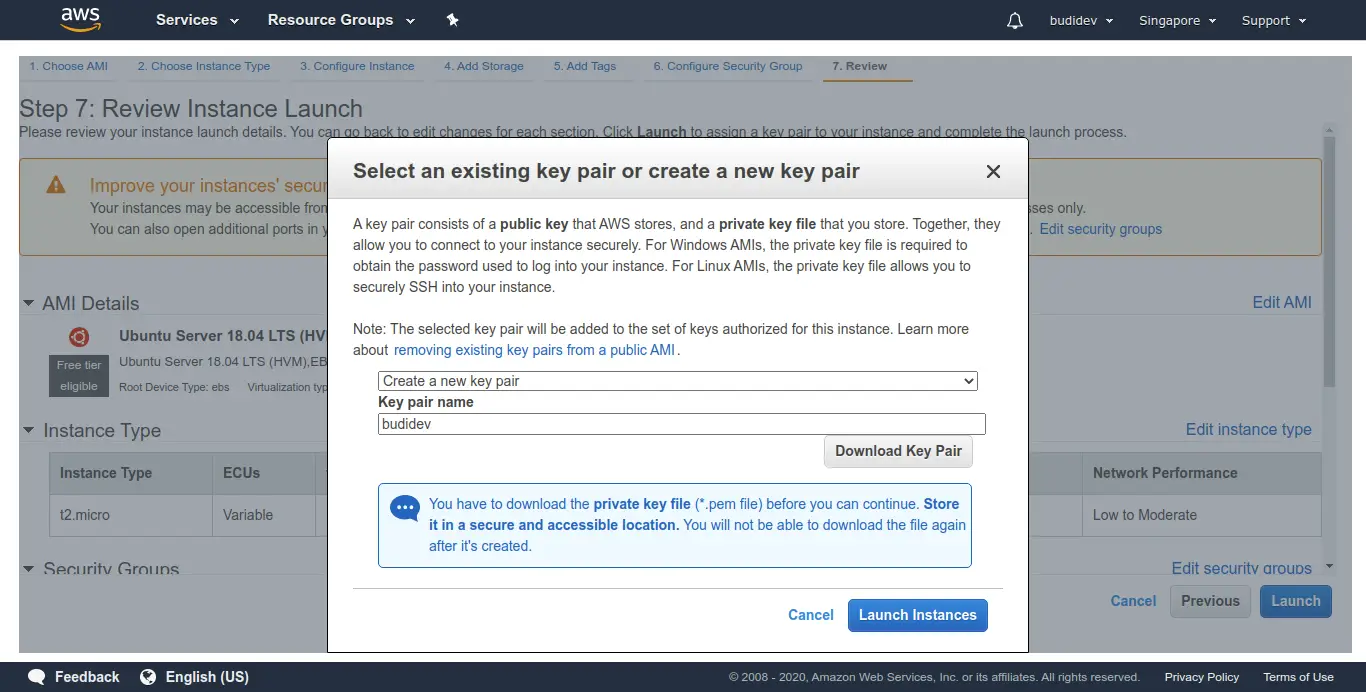 aws Services Resource Groups budidev Singapore Support
1. Choose AMI 2. Choose Instance Type 3. Configure Instance 4. Add Storage 5. Add Tags 6. Configure Security Group 7. Review
Step 7: Review Instance Launch
Please review your instance launch details. You can go back to edit changes for each section. Click Launch to assign a key pair to your instance and complete the launch process.
Improve your instances' secur
Your instances may be accessible from
sses only.
You can also open additional ports in y
. Edit security groups
AMI Details
Edit AMI
Ubuntu Server 18.04 LTS (HV
Free tier
eligible
Ubuntu Server 18.04 LTS (HVM),EB
Root Device Type: ebs Virtualization typ
Instance Type
Edit instance type
Instance Type ECUs Network Performance
t2.micro Variable Low to Moderate
Security Groups
Edit security groups
Cancel Previous Launch
Select an existing key pair or create a new key pair
A key pair consists of a public key that AWS stores, and a private key file that you store. Together, they
allow you to connect to your instance securely. For Windows AMIs, the private key file is required to
obtain the password used to log into your instance. For Linux AMIs, the private key file allows you to
securely SSH into your instance.
Note: The selected key pair will be added to the set of keys authorized for this instance. Learn more
about removing existing key pairs from a public AMI.
Create a new key pair
Key pair name
budidev
Download Key Pair
You have to download the private key file (*.pem file) before you can continue. Store
it in a secure and accessible location. You will not be able to download the file again
after it's created.
Cancel Launch Instances
Feedback English (US) © 2008 - 2020, Amazon Web Services, Inc. or its affiliates. All rights reserved. Privacy Policy Terms of Use